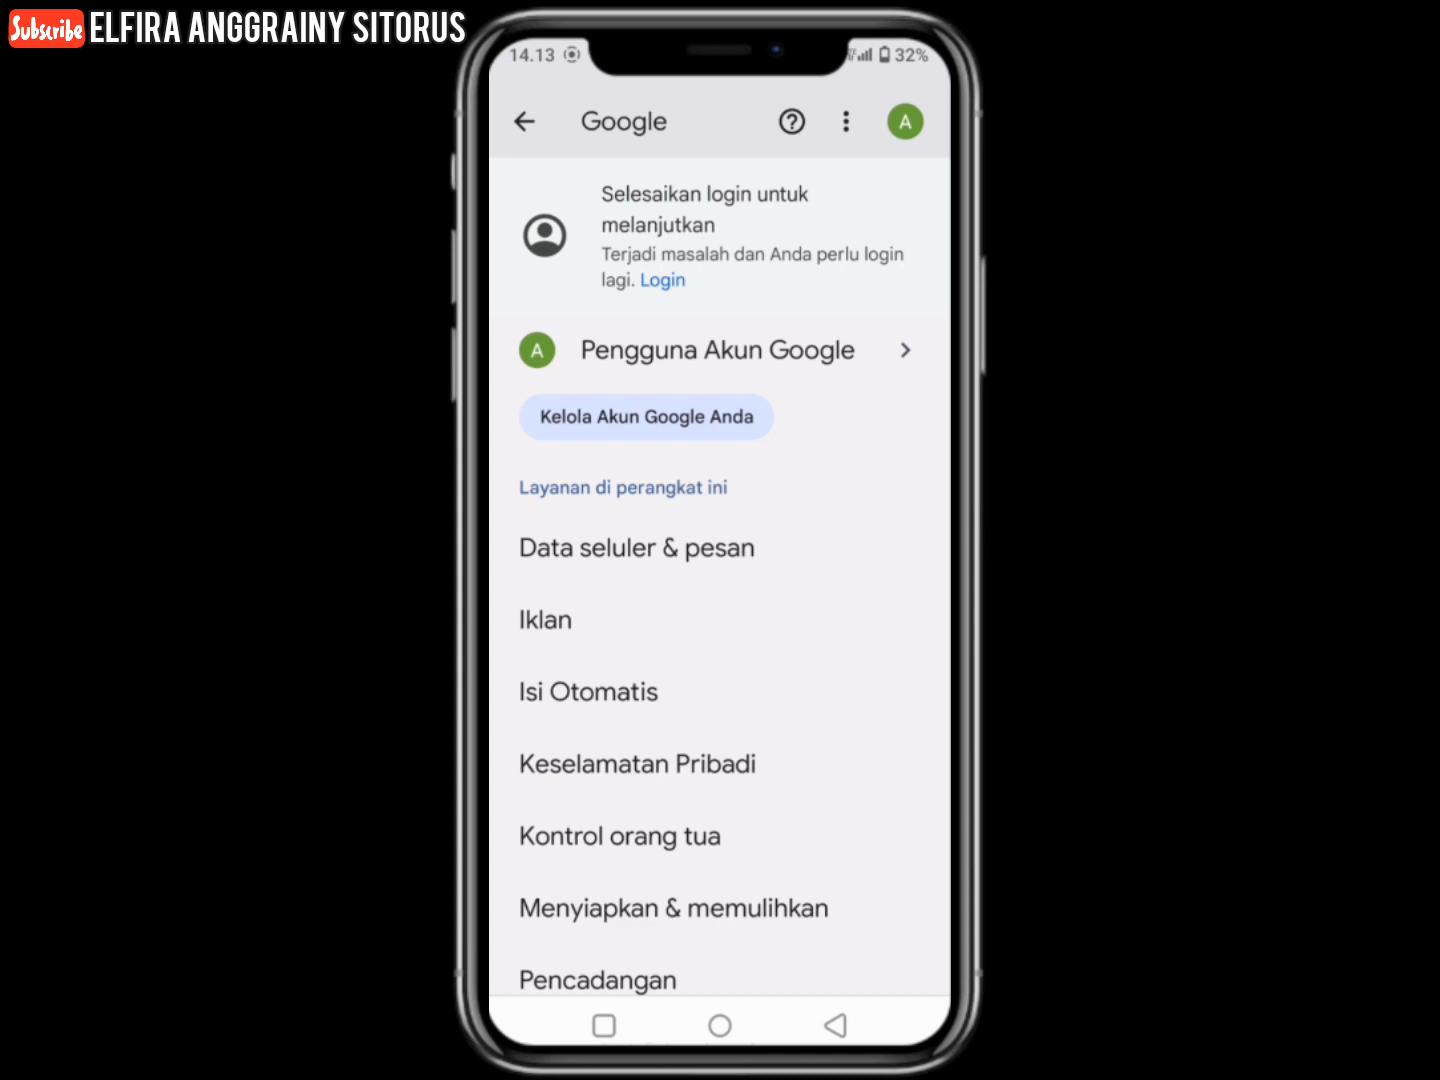 Subscribe ELFIRA ANGGRAINY SITORUS
14.13 32%
Google A
Selesaikan login untuk
melanjutkan
Terjadi masalah dan Anda perlu login
lagi. Login
A Pengguna Akun Google
Kelola Akun Google Anda
Layanan di perangkat ini
Data seluler & pesan
Iklan
Isi Otomatis
Keselamatan Pribadi
Kontrol orang tua
Menyiapkan & memulihkan
Pencadangan